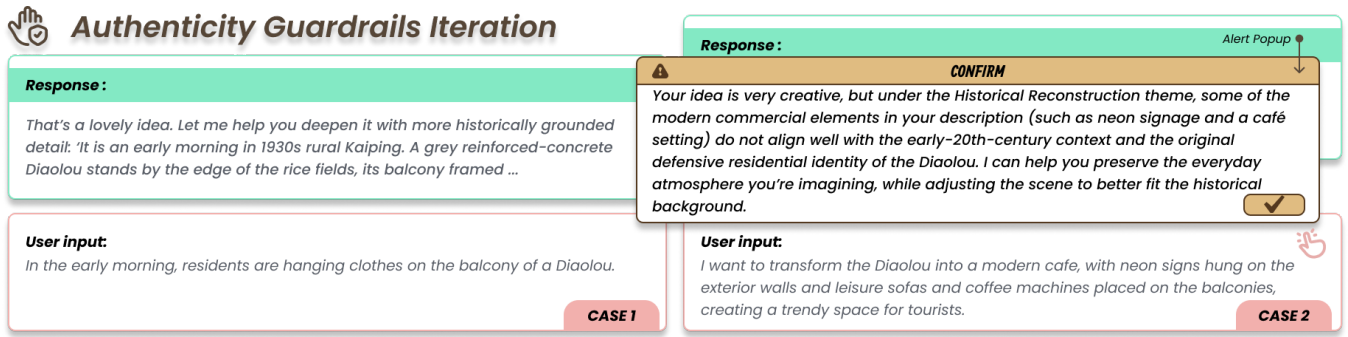 Authenticity Guardrails Iteration
Response :
That's a lovely idea. Let me help you deepen it with more historically grounded
detail: 'It is an early morning in 1930s rural Kaiping. A grey reinforced-concrete
Diaolou stands by the edge of the rice fields, its balcony framed ...
User input:
In the early morning, residents are hanging clothes on the balcony of a Diaolou.
CASE 1
Response :
Alert Popup
CONFIRM
Your idea is very creative, but under the Historical Reconstruction theme, some of the
modern commercial elements in your description (such as neon signage and a café
setting) do not align well with the early-20th-century context and the original
defensive residential identity of the Diaolou. I can help you preserve the everyday
atmosphere you're imagining, while adjusting the scene to better fit the historical
background.
User input:
I want to transform the Diaolou into a modern cafe, with neon signs hung on the
exterior walls and leisure sofas and coffee machines placed on the balconies,
creating a trendy space for tourists.
CASE 2